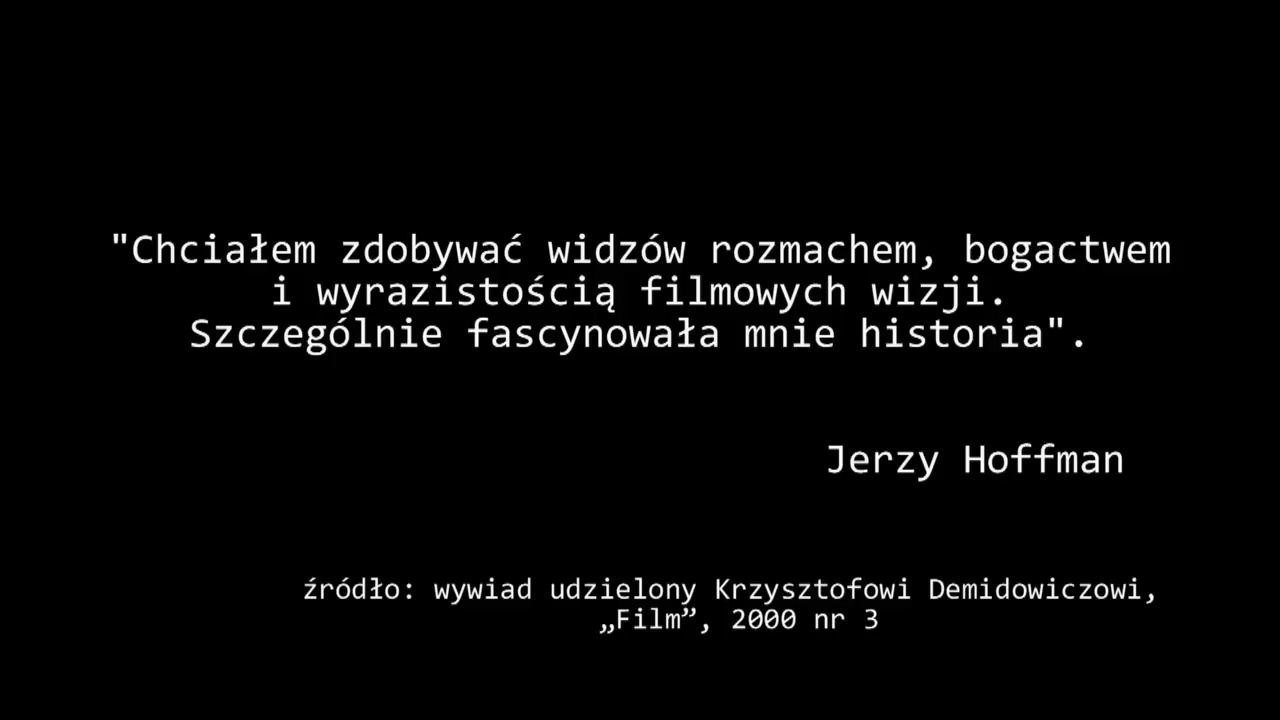 "Chciałem zdobywać widzów rozmachem, bogactwem
i wyrazistością filmowych wizji.
Szczególnie fascynowała mnie historia".
Jerzy Hoffman
źródło: wywiad udzielony Krzysztofowi Demidowiczowi,
„Film”, 2000 nr 3